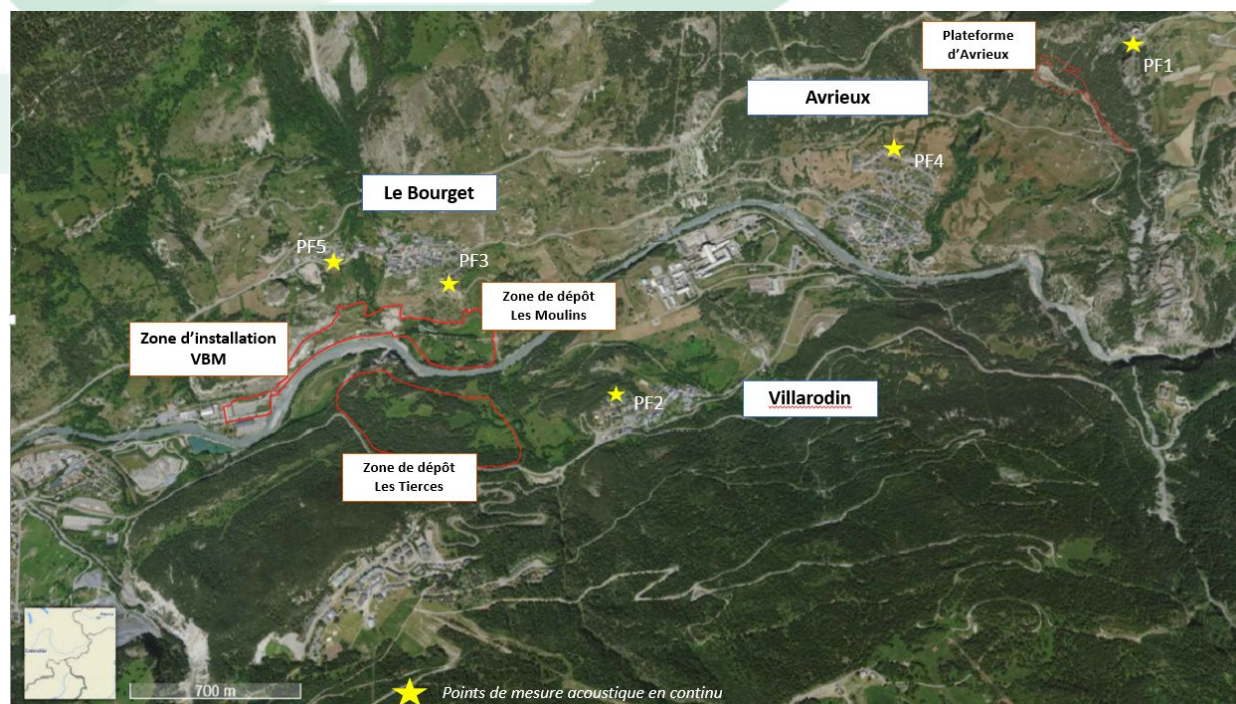 Plateforme
d'Avrieux
PF1
Avrieux
PF4
Le Bourget
PF5
PF3
Zone de dépôt
Les Moulins
Zone d'installation
VBM
PF2
Villarodin
Zone de dépôt
Les Tierces
700 m
Points de mesure acoustique en continu